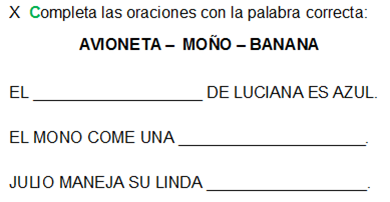 X Completa las oraciones con la palabra correcta:
AVIONETA – MOÑO – BANANA
EL ____________________ DE LUCIANA ES AZUL.
EL MONO COME UNA ______________________.
JULIO MANEJA SU LINDA ___________________.